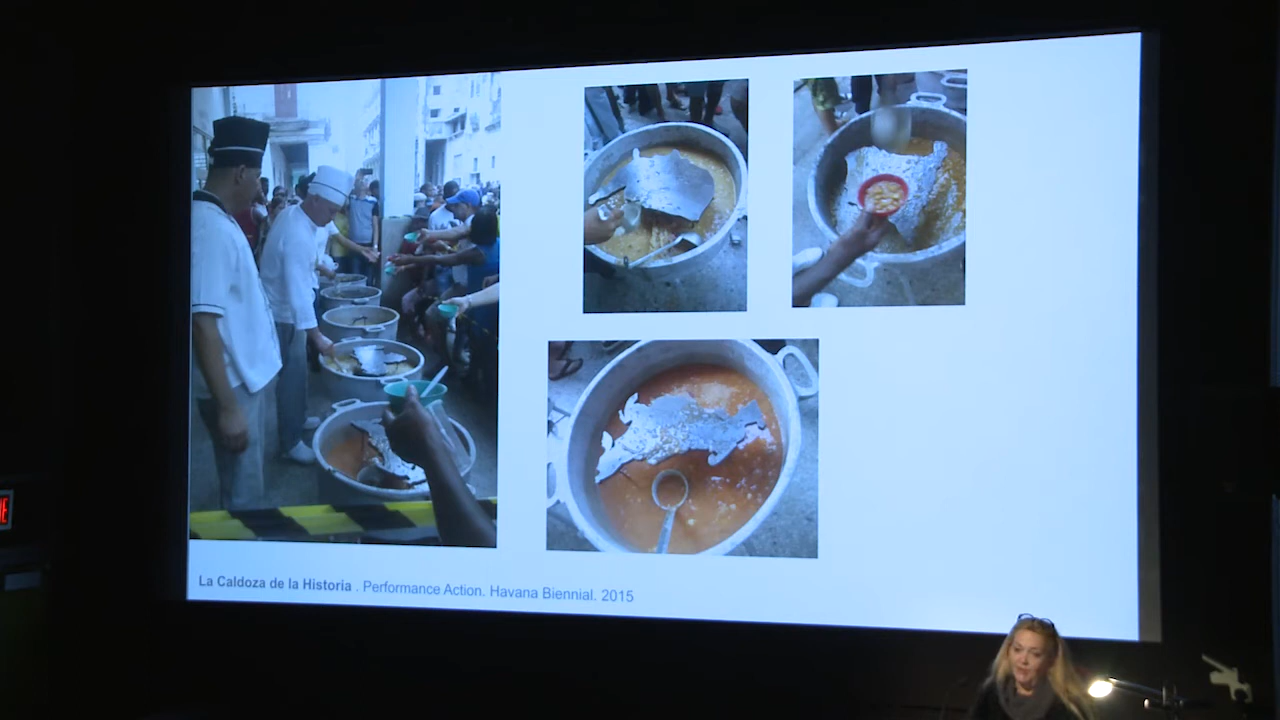 La Caldoza de la Historia . Performance Action. Havana Biennial. 2015